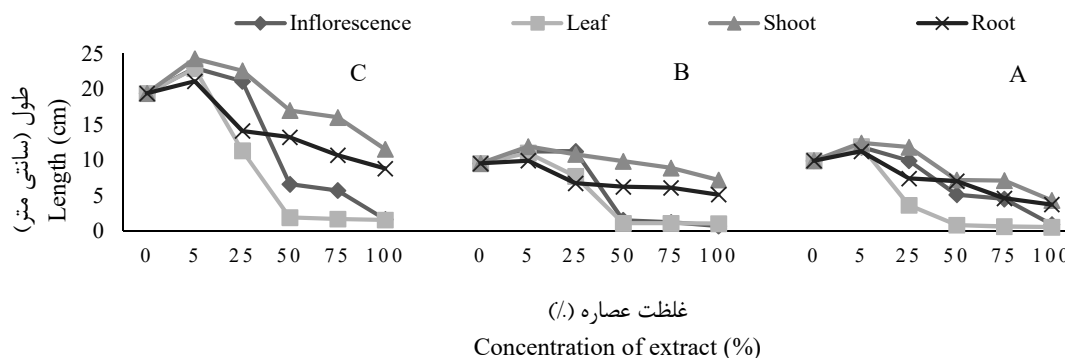 Inflorescence Leaf Shoot Root
25
20
15
10
5
0
طول (سانتی متر)
Length (cm)
C B A
0 5 25 50 75 100 0 5 25 50 75 100 0 5 25 50 75 100
غلظت عصاره (٪)
Concentration of extract (%)